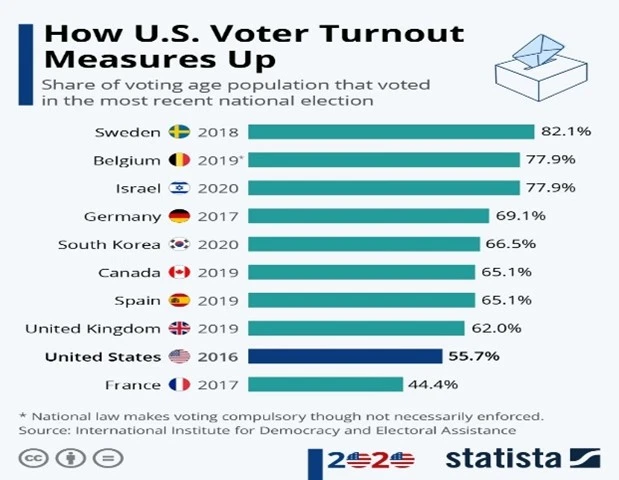 How U.S. Voter Turnout
Measures Up
Share of voting age population that voted
in the most recent national election
Sweden 2018 82.1%
Belgium 2019* 77.9%
Israel 2020 77.9%
Germany 2017 69.1%
South Korea 2020 66.5%
Canada 2019 65.1%
Spain 2019 65.1%
United Kingdom 2019 62.0%
United States 2016 55.7%
France 2017 44.4%
* National law makes voting compulsory though not necessarily enforced.
Source: International Institute for Democracy and Electoral Assistance
cc 2020 statista